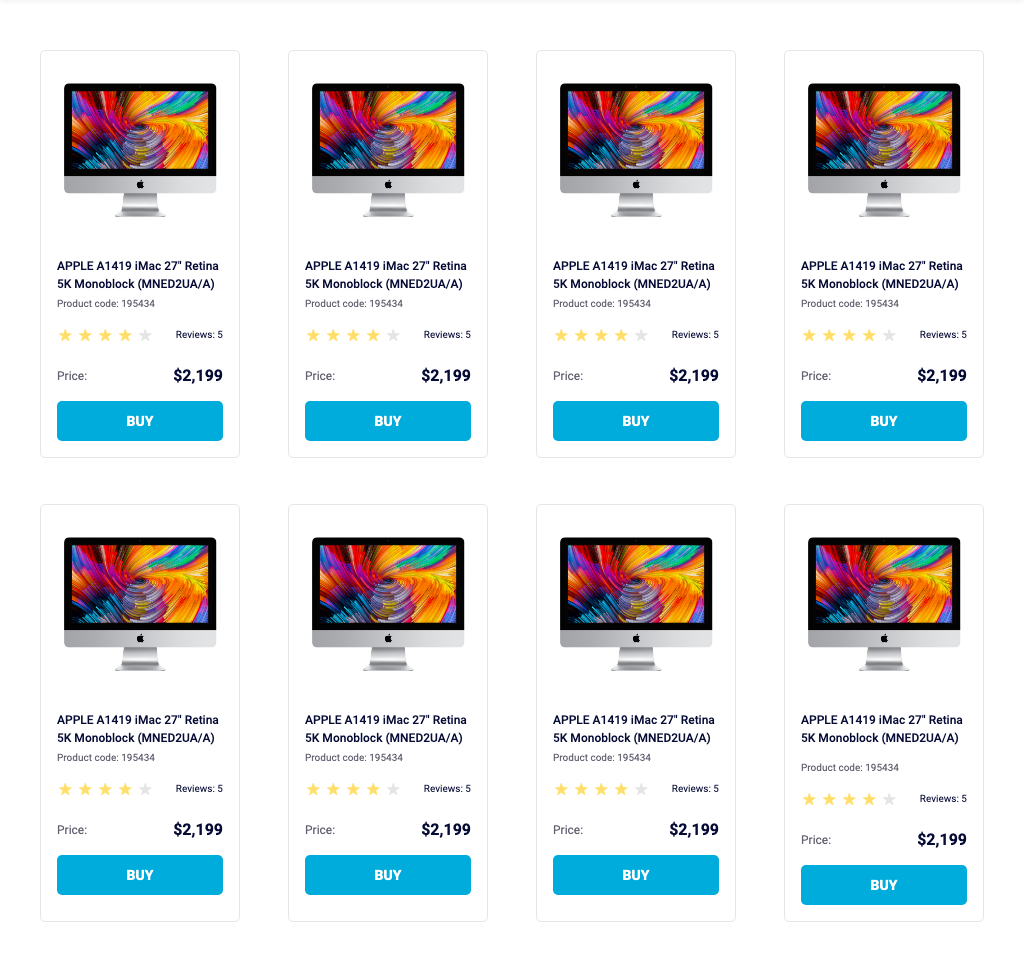 APPLE A1419 iMac 27" Retina
5K Monoblock (MNED2UA/A)
Product code: 195434
Reviews: 5
Price: $2,199
BUY
APPLE A1419 iMac 27" Retina
5K Monoblock (MNED2UA/A)
Product code: 195434
Reviews: 5
Price: $2,199
BUY
APPLE A1419 iMac 27" Retina
5K Monoblock (MNED2UA/A)
Product code: 195434
Reviews: 5
Price: $2,199
BUY
APPLE A1419 iMac 27" Retina
5K Monoblock (MNED2UA/A)
Product code: 195434
Reviews: 5
Price: $2,199
BUY
APPLE A1419 iMac 27" Retina
5K Monoblock (MNED2UA/A)
Product code: 195434
Reviews: 5
Price: $2,199
BUY
APPLE A1419 iMac 27" Retina
5K Monoblock (MNED2UA/A)
Product code: 195434
Reviews: 5
Price: $2,199
BUY
APPLE A1419 iMac 27" Retina
5K Monoblock (MNED2UA/A)
Product code: 195434
Reviews: 5
Price: $2,199
BUY
APPLE A1419 iMac 27" Retina
5K Monoblock (MNED2UA/A)
Product code: 195434
Reviews: 5
Price: $2,199
BUY